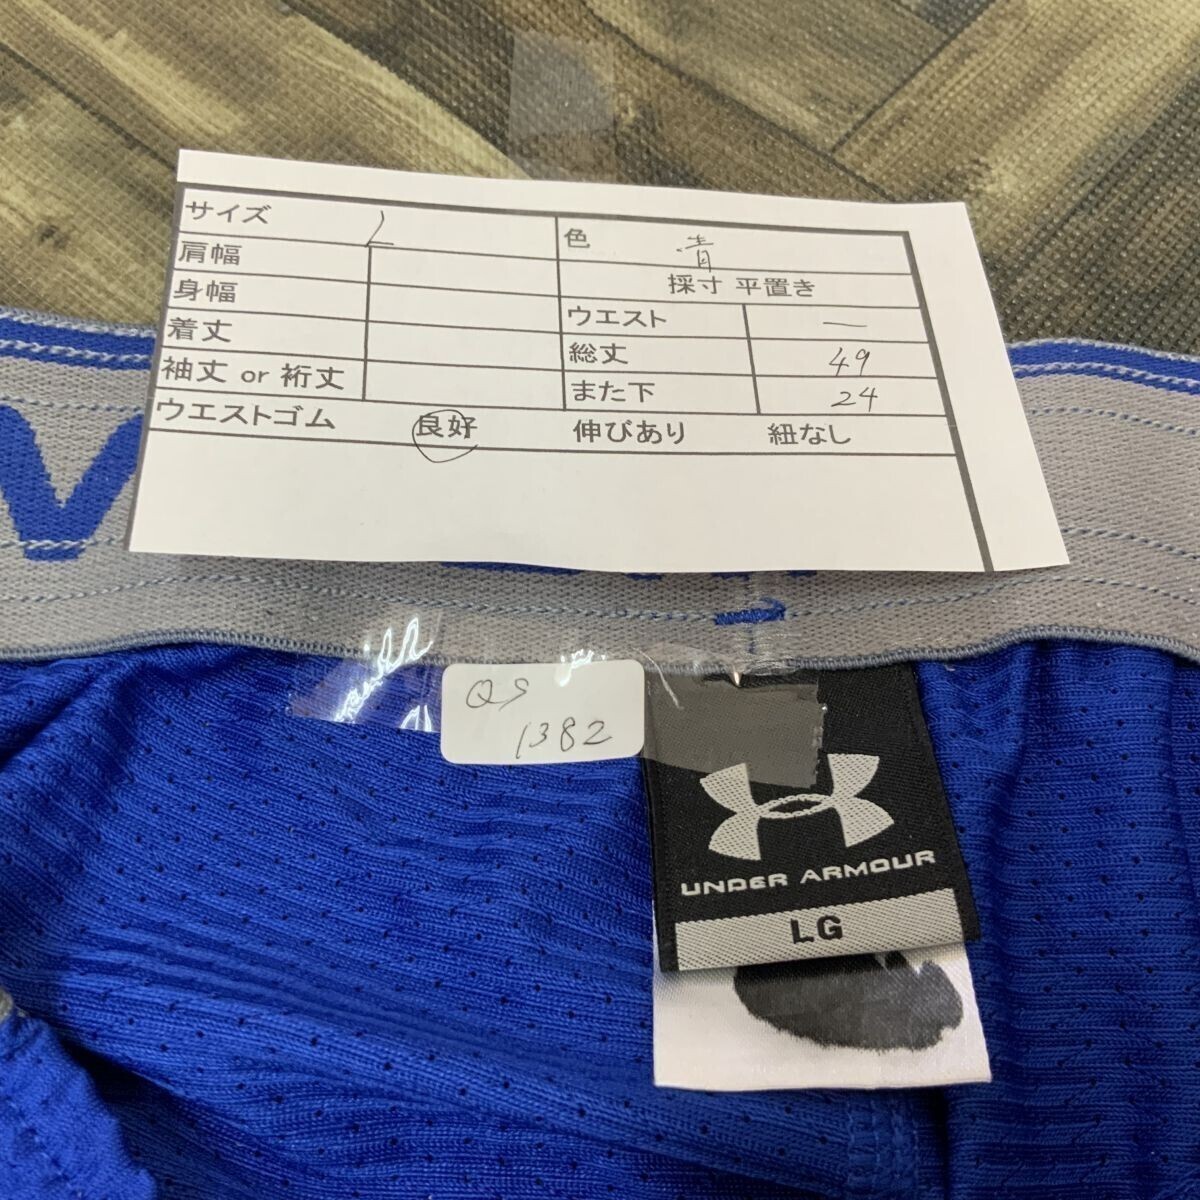 サイズ L 色 青
肩幅 採寸 平置き
身幅 ウエスト ー
着丈 総丈 49
袖丈 or 裄丈 また下 24
ウエストゴム 良好 伸びあり 紐なし
QS
1382
UNDER ARMOUR
LG